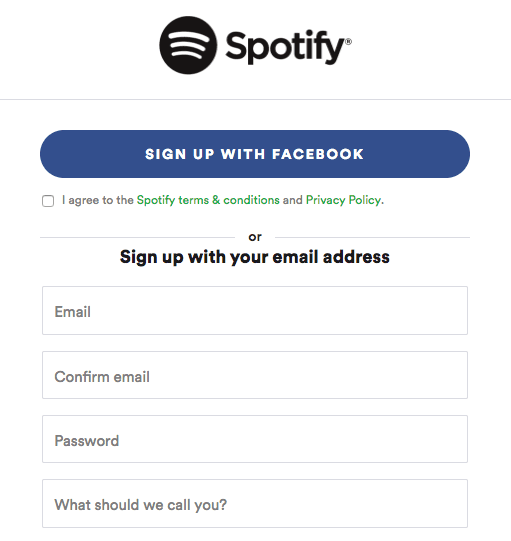 Spotify®
SIGN UP WITH FACEBOOK
I agree to the Spotify terms & conditions and Privacy Policy.
or
Sign up with your email address
Email
Confirm email
Password
What should we call you?